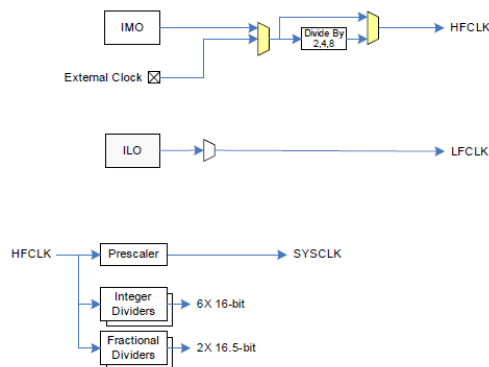 IMO
External Clock
Divide By
2,4,8
HFCLK
ILO
LFCLK
HFCLK
Prescaler
SYSCLK
Integer
Dividers
6X 16-bit
Fractional
Dividers
2X 16.5-bit